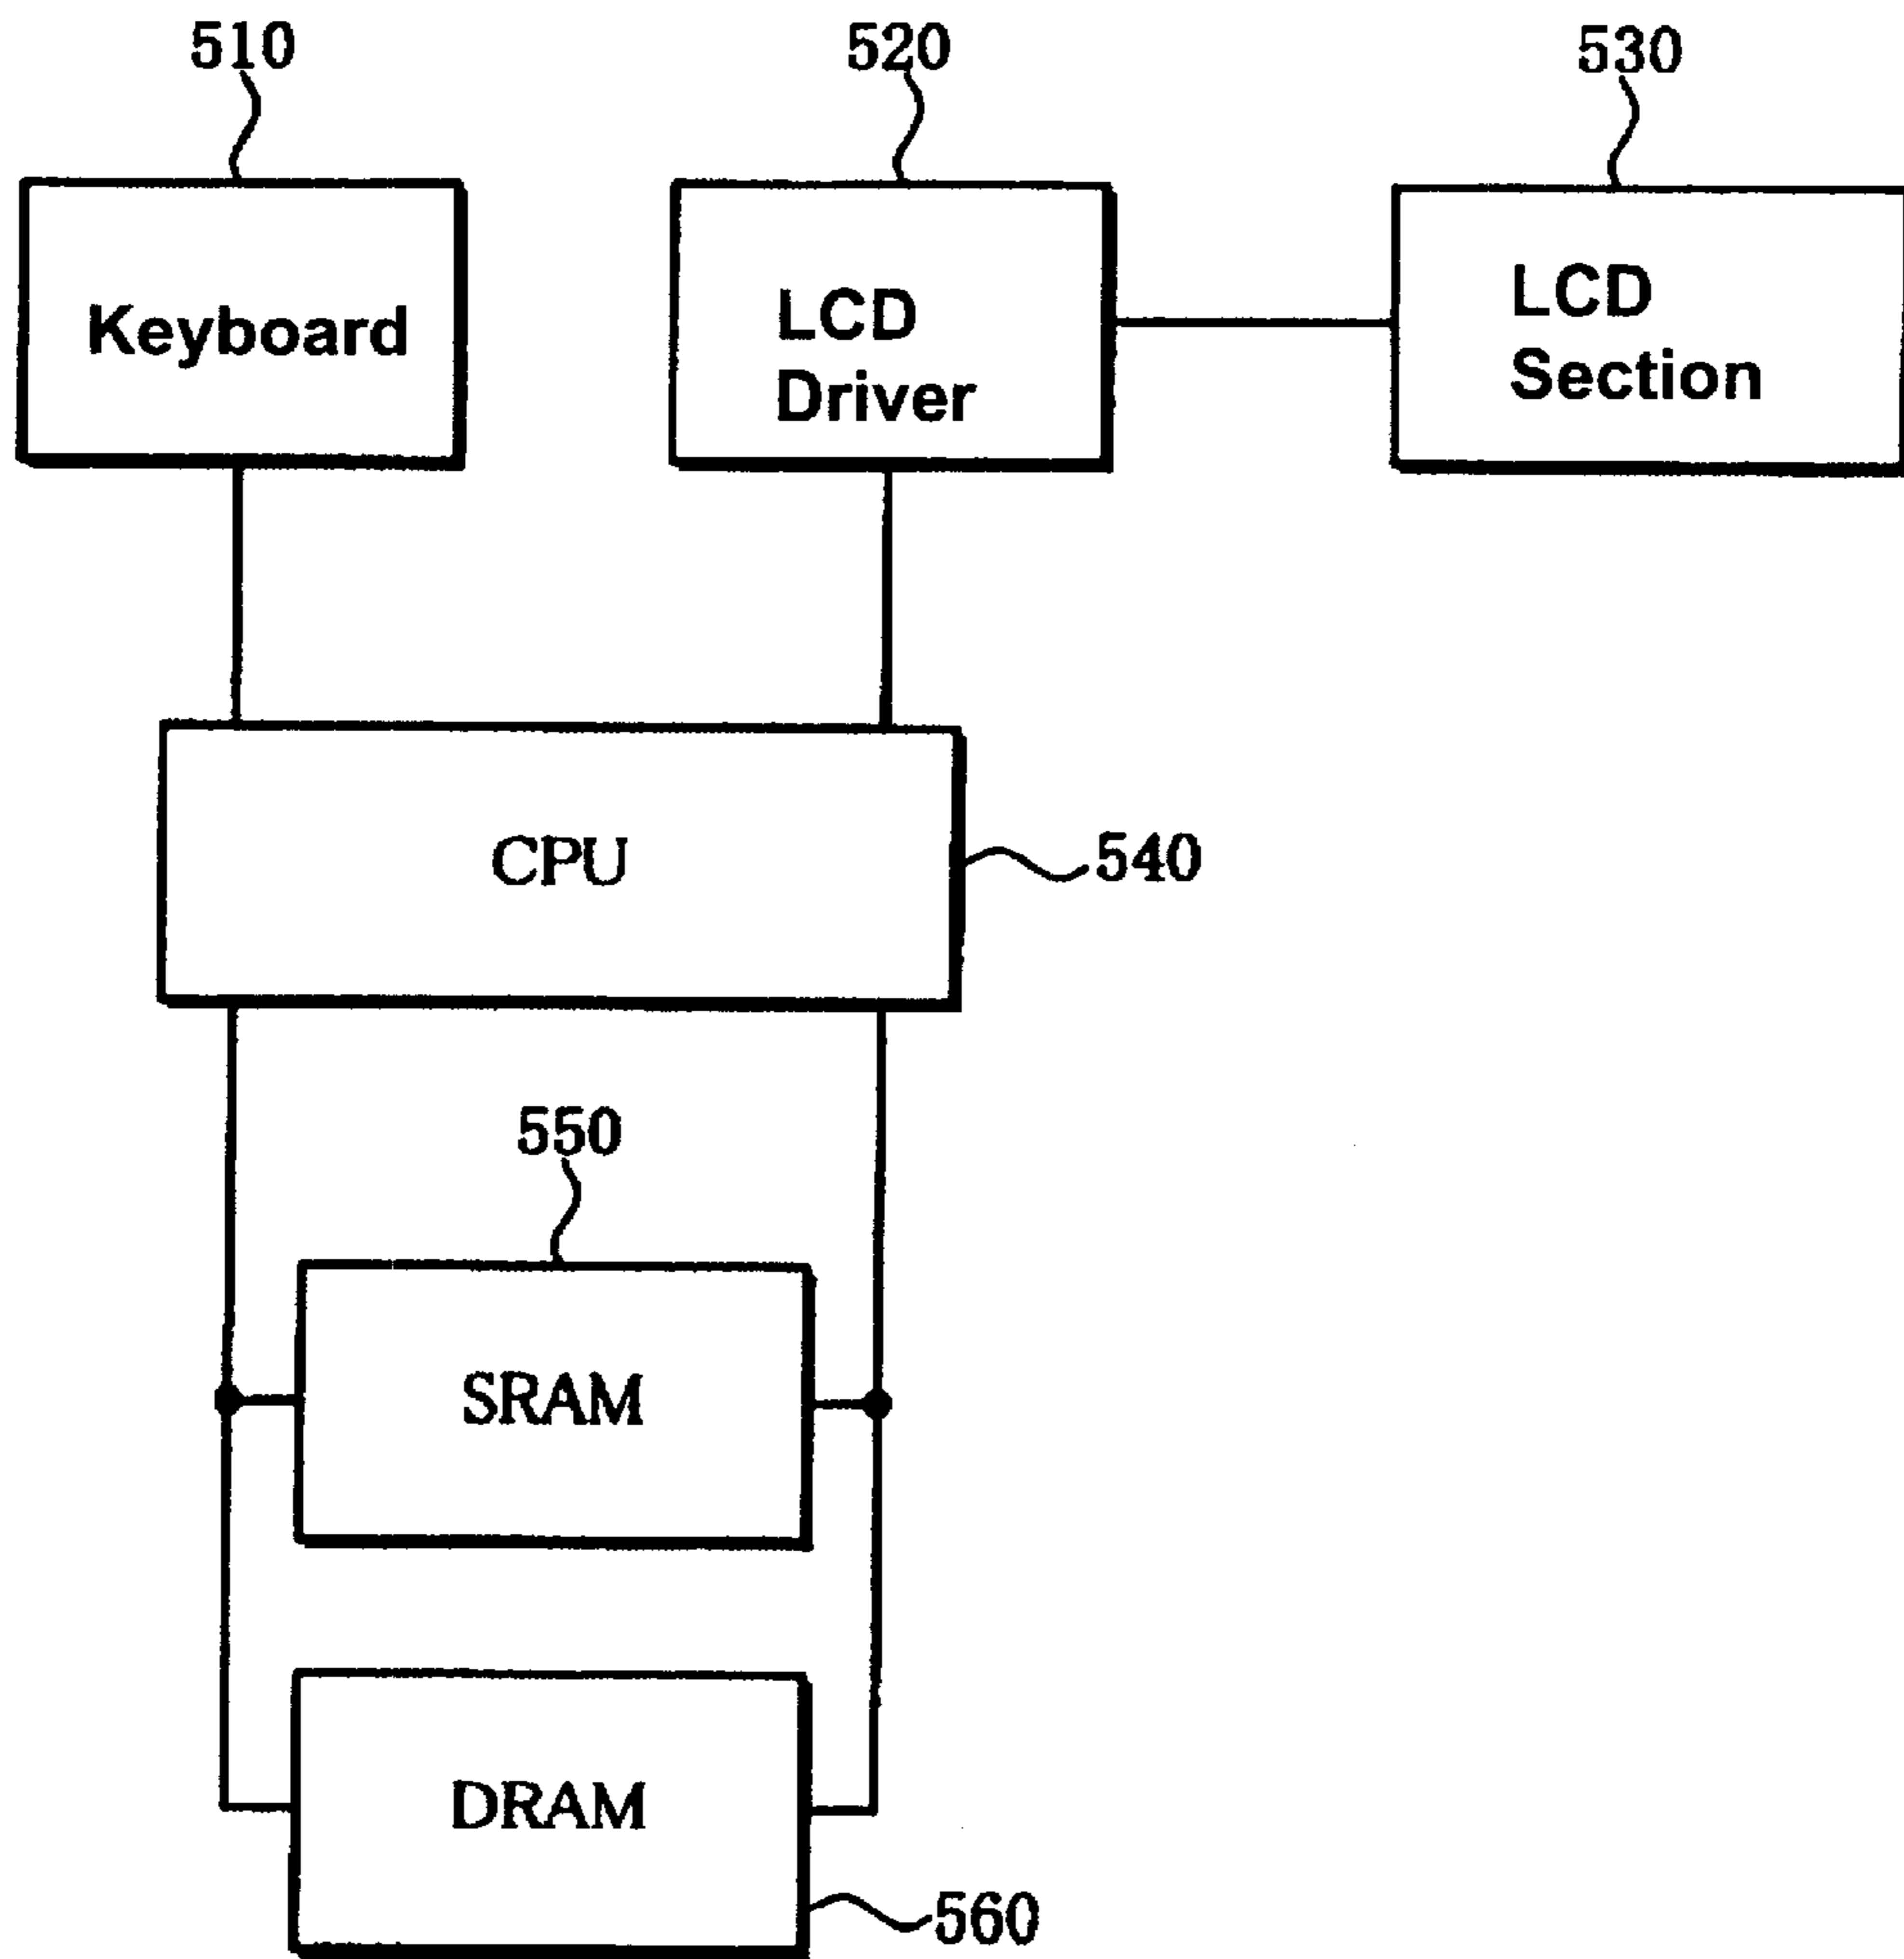 510
520
530
Keyboard
LCD
Driver
LCD
Section
CPU
540
550
SRAM
DRAM
560